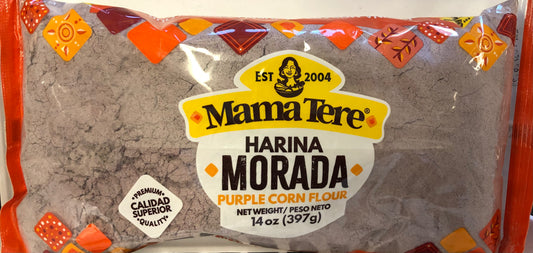 EST 2004
Mama Tere®
HARINA
MORADA
PURPLE CORN FLOUR
NET WEIGHT/ PESO NETO
14 oz (397g)
PREMIUM
CALIDAD
SUPERIOR
QUALITY